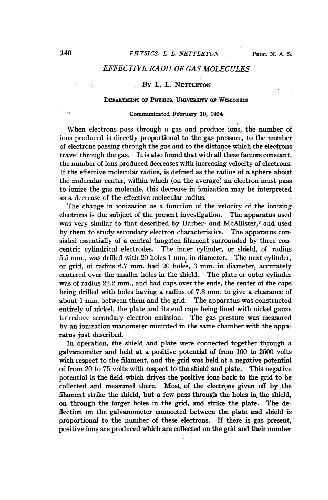 240 PHYSICS: L. L. NETTLETON PROC. N. A. S.
EFFECTIVE RADII OF GAS MOLECULES
BY L. L. NETTLETON
DEPARTMENT OF PHYSICS, UNIVERSITY OF WISCONSIN
Communicated February 10, 1924
When electrons pass through a gas and produce ions, the number of
ions produced is directly proportional to the gas pressure, to the number
of electrons passing through the gas and to the distance which the electrons
travel through the gas. It is also found that with all these factors constant,
the number of ions produced decreases with increasing velocity of electrons.
If the effective molecular radius, is defined as the radius of a sphere about
the molecular center, within which (on the average) an electron must pass
to ionize the gas molecule, this decrease in ionization may be interpreted
as a decrease of the effective molecular radius.
The change in ionization as a function of the velocity of the ionizing
electrons is the subject of the present investigation. The apparatus used
was very similar to that described by Barber and McAllister, and used
by them to study secondary electron characteristics. The apparatus con-
sisted essentially of a central tungsten filament surrounded by three con-
centric cylindrical electrodes. The inner cylinder, or shield, of radius
5.5 mm., was drilled with 20 holes 1 mm. in diameter. The next cylinder,
or grid, of radius 6.7 mm. had 20 holes, 3 mm. in diameter, accurately
centered over the smaller holes in the shield. The plate or outer cylinder
was of radius 22.2 mm., and had caps over the ends, the center of the caps
being drilled with holes having a radius of 7.8 mm. to give a clearance of
about 1 mm. between them and the grid. The apparatus was constructed
entirely of nickel, the plate and its end caps being lined with nickel gauze
to reduce secondary electron emission. The gas pressure was measured
by an ionization manometer mounted in the same chamber with the appa-
ratus just described.
In operation, the shield and plate were connected together through a
galvanometer and held at a positive potential of from 100 to 3600 volts
with respect to the filament, and the grid was held at a negative potential
of from 20 to 75 volts with respect to the shield and plate. This negative
potential is the field which drives the positive ions back to the grid to be
collected and measured there. Most of the electrons given off by the
filament strike the shield, but a few pass through the holes in the shield,
on through the larger holes in the grid, and strike the plate. The de-
flection on the galvanometer connected between the plate and shield is
proportional to the number of these electrons. If there is gas present,
positive ions are produced which are collected on the grid and their number